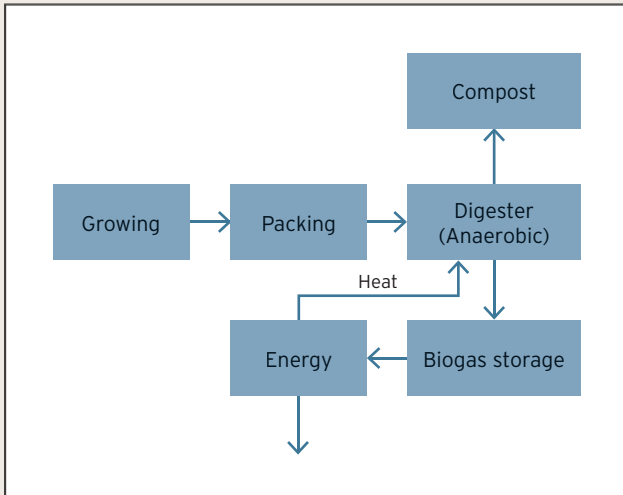 Compost
Growing
Packing
Digester
(Anaerobic)
Heat
Energy
Biogas storage